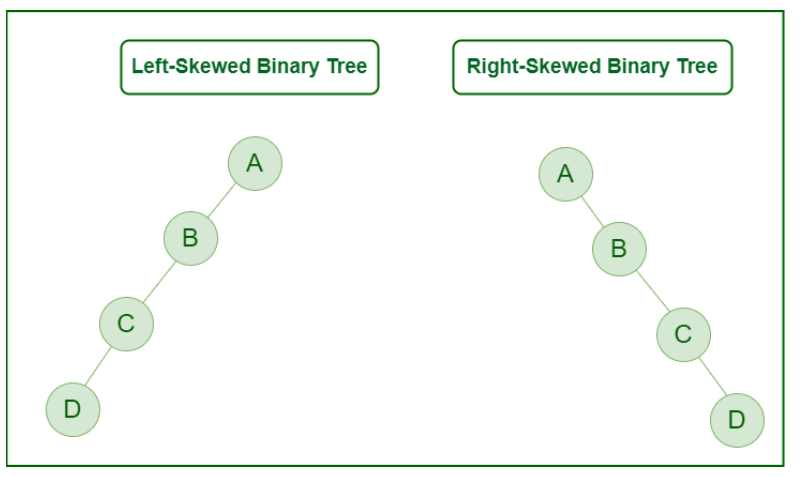 Left-Skewed Binary Tree
Right-Skewed Binary Tree
A
B
C
D
A
B
C
D